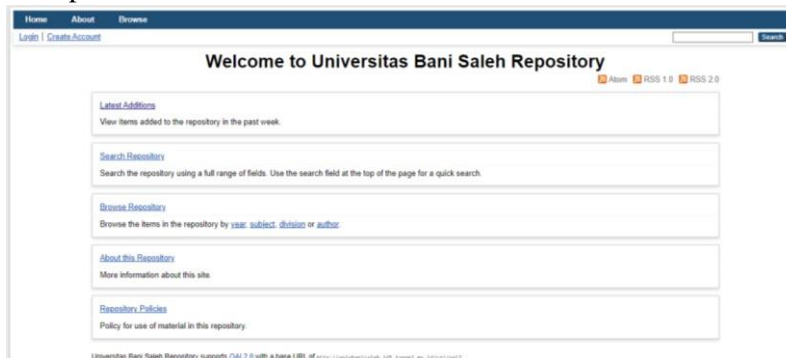 Home About Browse
Login | Create Account
Search
Welcome to Universitas Bani Saleh Repository
Atom RSS 1.0 RSS 2.0
Latest Additions
View items added to the repository in the past week.
Search Repository
Search the repository using a full range of fields. Use the search field at the top of the page for a quick search.
Browse Repository
Browse the items in the repository by year, subject, division or author.
About this Repository
More information about this site.
Repository Policies
Policy for use of material in this repository.
Universitas Bani Saleh Repository supports OAI 2.0 with a base URL of